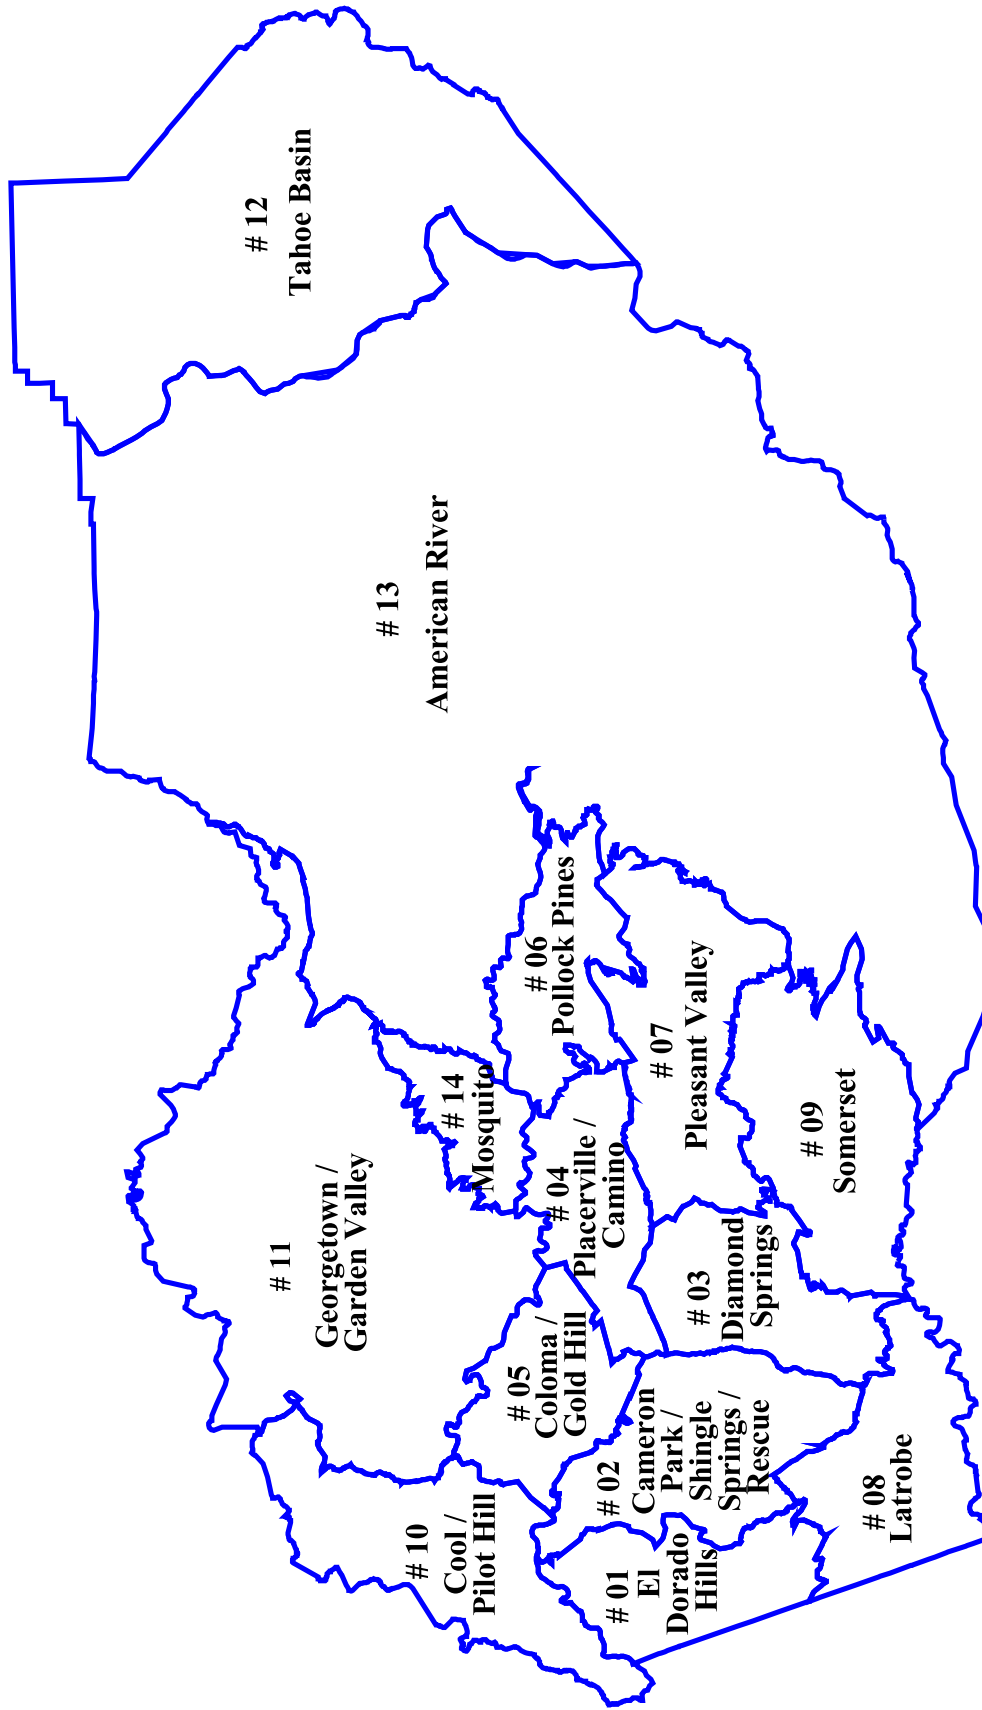 # 12
Tahoe Basin
# 13
American River
# 11
Georgetown /
Garden Valley
# 14
Mosquito
# 06
Pollock Pines
# 04
Placerville /
Camino
# 07
Pleasant Valley
# 05
Coloma /
Gold Hill
# 03
Diamond
Springs
# 09
Somerset
# 10
Cool /
Pilot Hill
# 02
Cameron
Park /
Shingle
Springs /
Rescue
# 01
El
Dorado
Hills
# 08
Latrobe